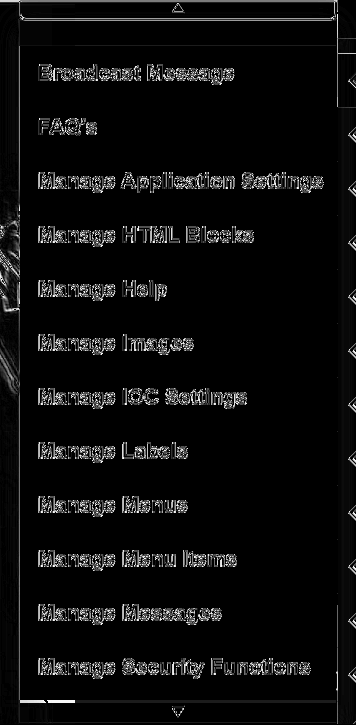 Broadcast Message
FAQ's
Manage Application Settings
Manage HTML Blocks
Manage Help
Manage Images
Manage IOC Settings
Manage Labels
Manage Menus
Manage Menu Items
Manage Messages
Manage Security Functions